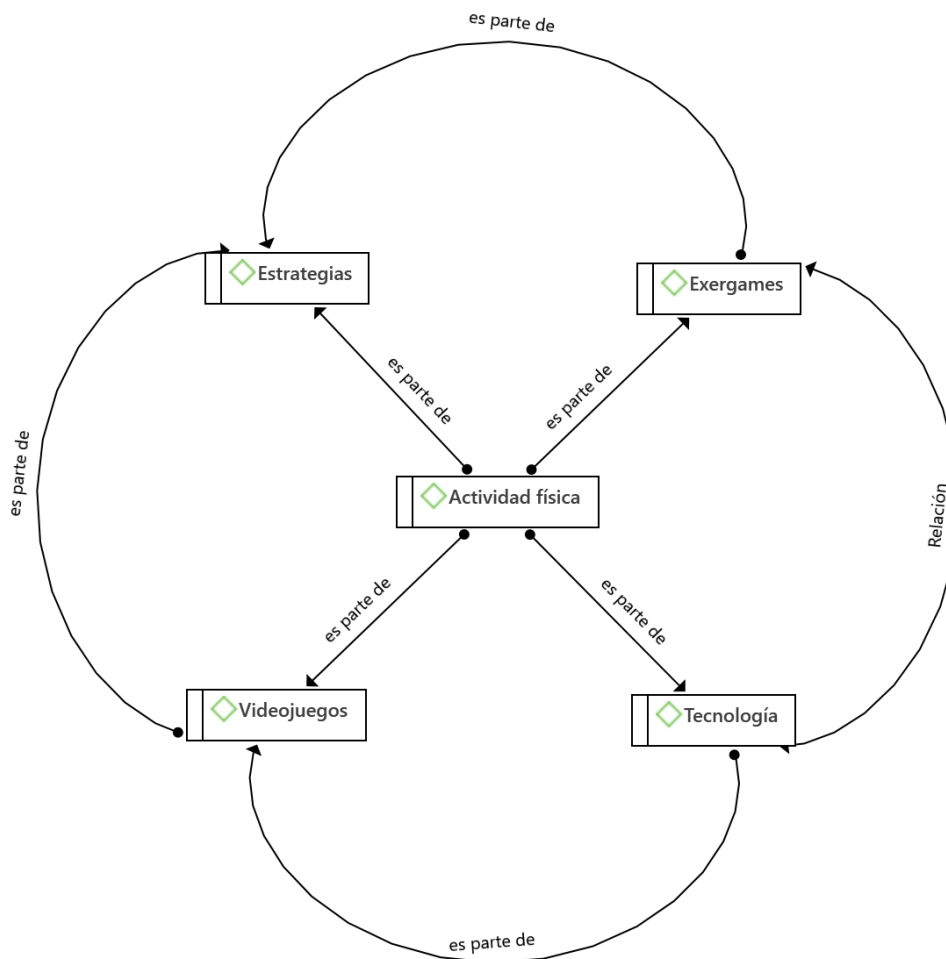 es parte de
Estrategias
Exergames
es parte de
es parte de
es parte de
Actividad física
Relación
es parte de
es parte de
Videojuegos
Tecnología
es parte de